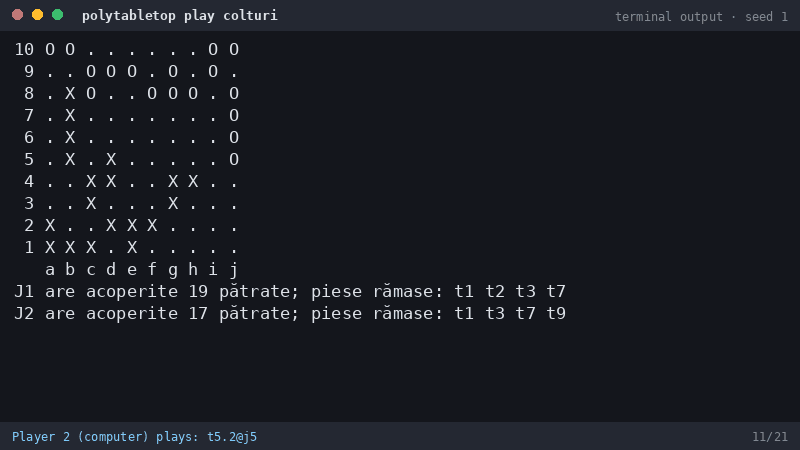 polytabletop play colturi
terminal output · seed 1
10 O O . . . . . . O O
9 . . O O O . O . O .
8 . X O . . O O O . O
7 . X . . . . . . . O
6 . X . . . . . . . O
5 . X . X . . . . . O
4 . . X X . . X X . .
3 . . X . . . X . . .
2 X . . X X X . . . .
1 X X X . X . . . . .
a b c d e f g h i j
J1 are acoperite 19 pătrate; piese rămase: t1 t2 t3 t7
J2 are acoperite 17 pătrate; piese rămase: t1 t3 t7 t9
Player 2 (computer) plays: t5.2@j5
11/21